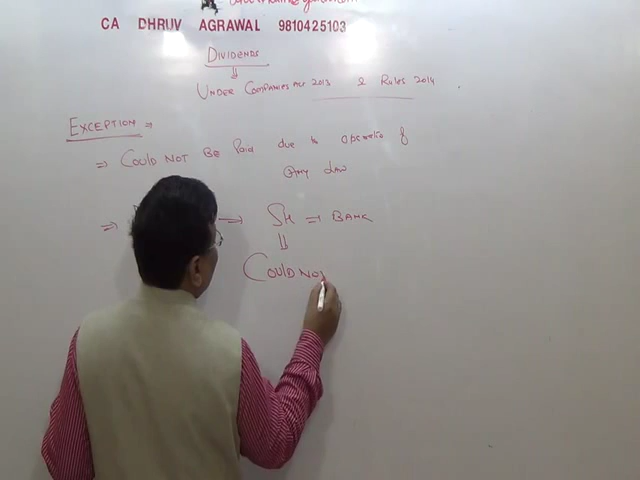 CA DHRUV AGRAWAL 9810425103
DIVIDENDS
⇓
UNDER COMPANIES ACT 2013 & RULES 2014
EXCEPTION ⇒
⇒ COULD NOT BE Paid due to operatio of
any Law
⇒ → SH ⇒ BANK
⇓
COULD NOT